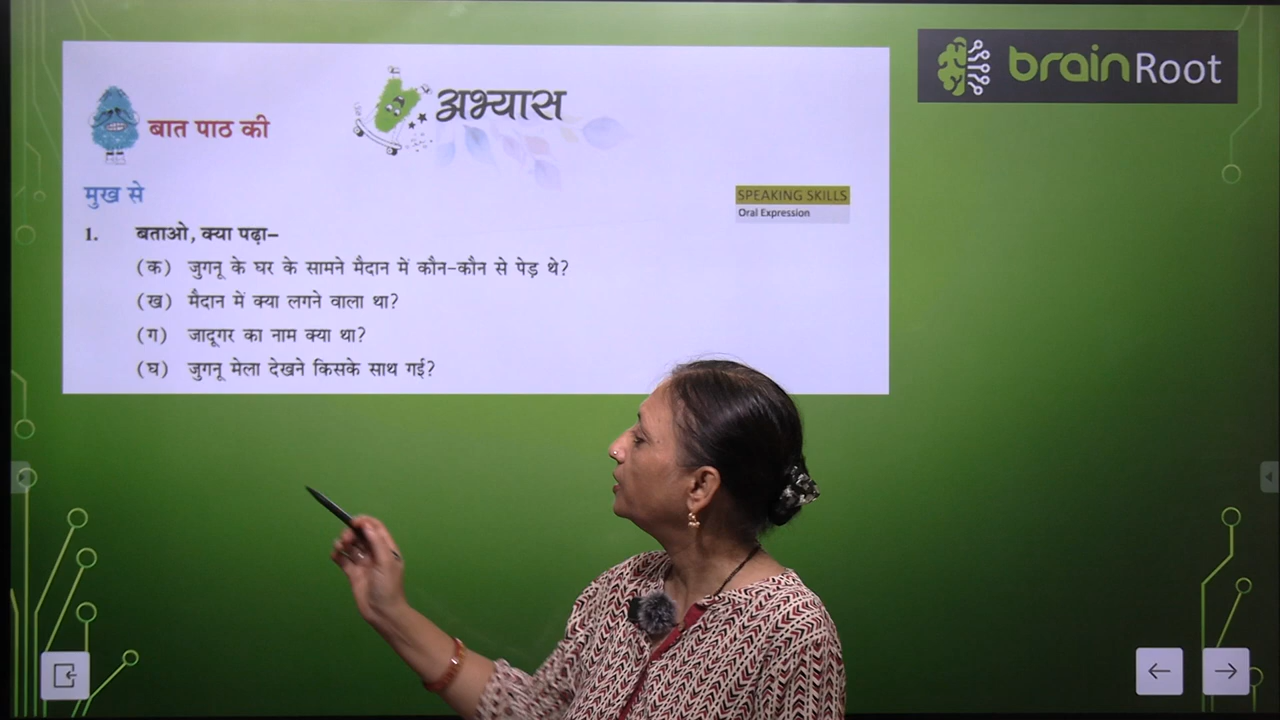 brainRoot
अभ्यास
बात पाठ की
मुख से
SPEAKING SKILLS
Oral Expression
1. बताओ, क्या पढ़ा–
(क) जुगनू के घर के सामने मैदान में कौन-कौन से पेड़ थे?
(ख) मैदान में क्या लगने वाला था?
(ग) जादूगर का नाम क्या था?
(घ) जुगनू मेला देखने किसके साथ गई?